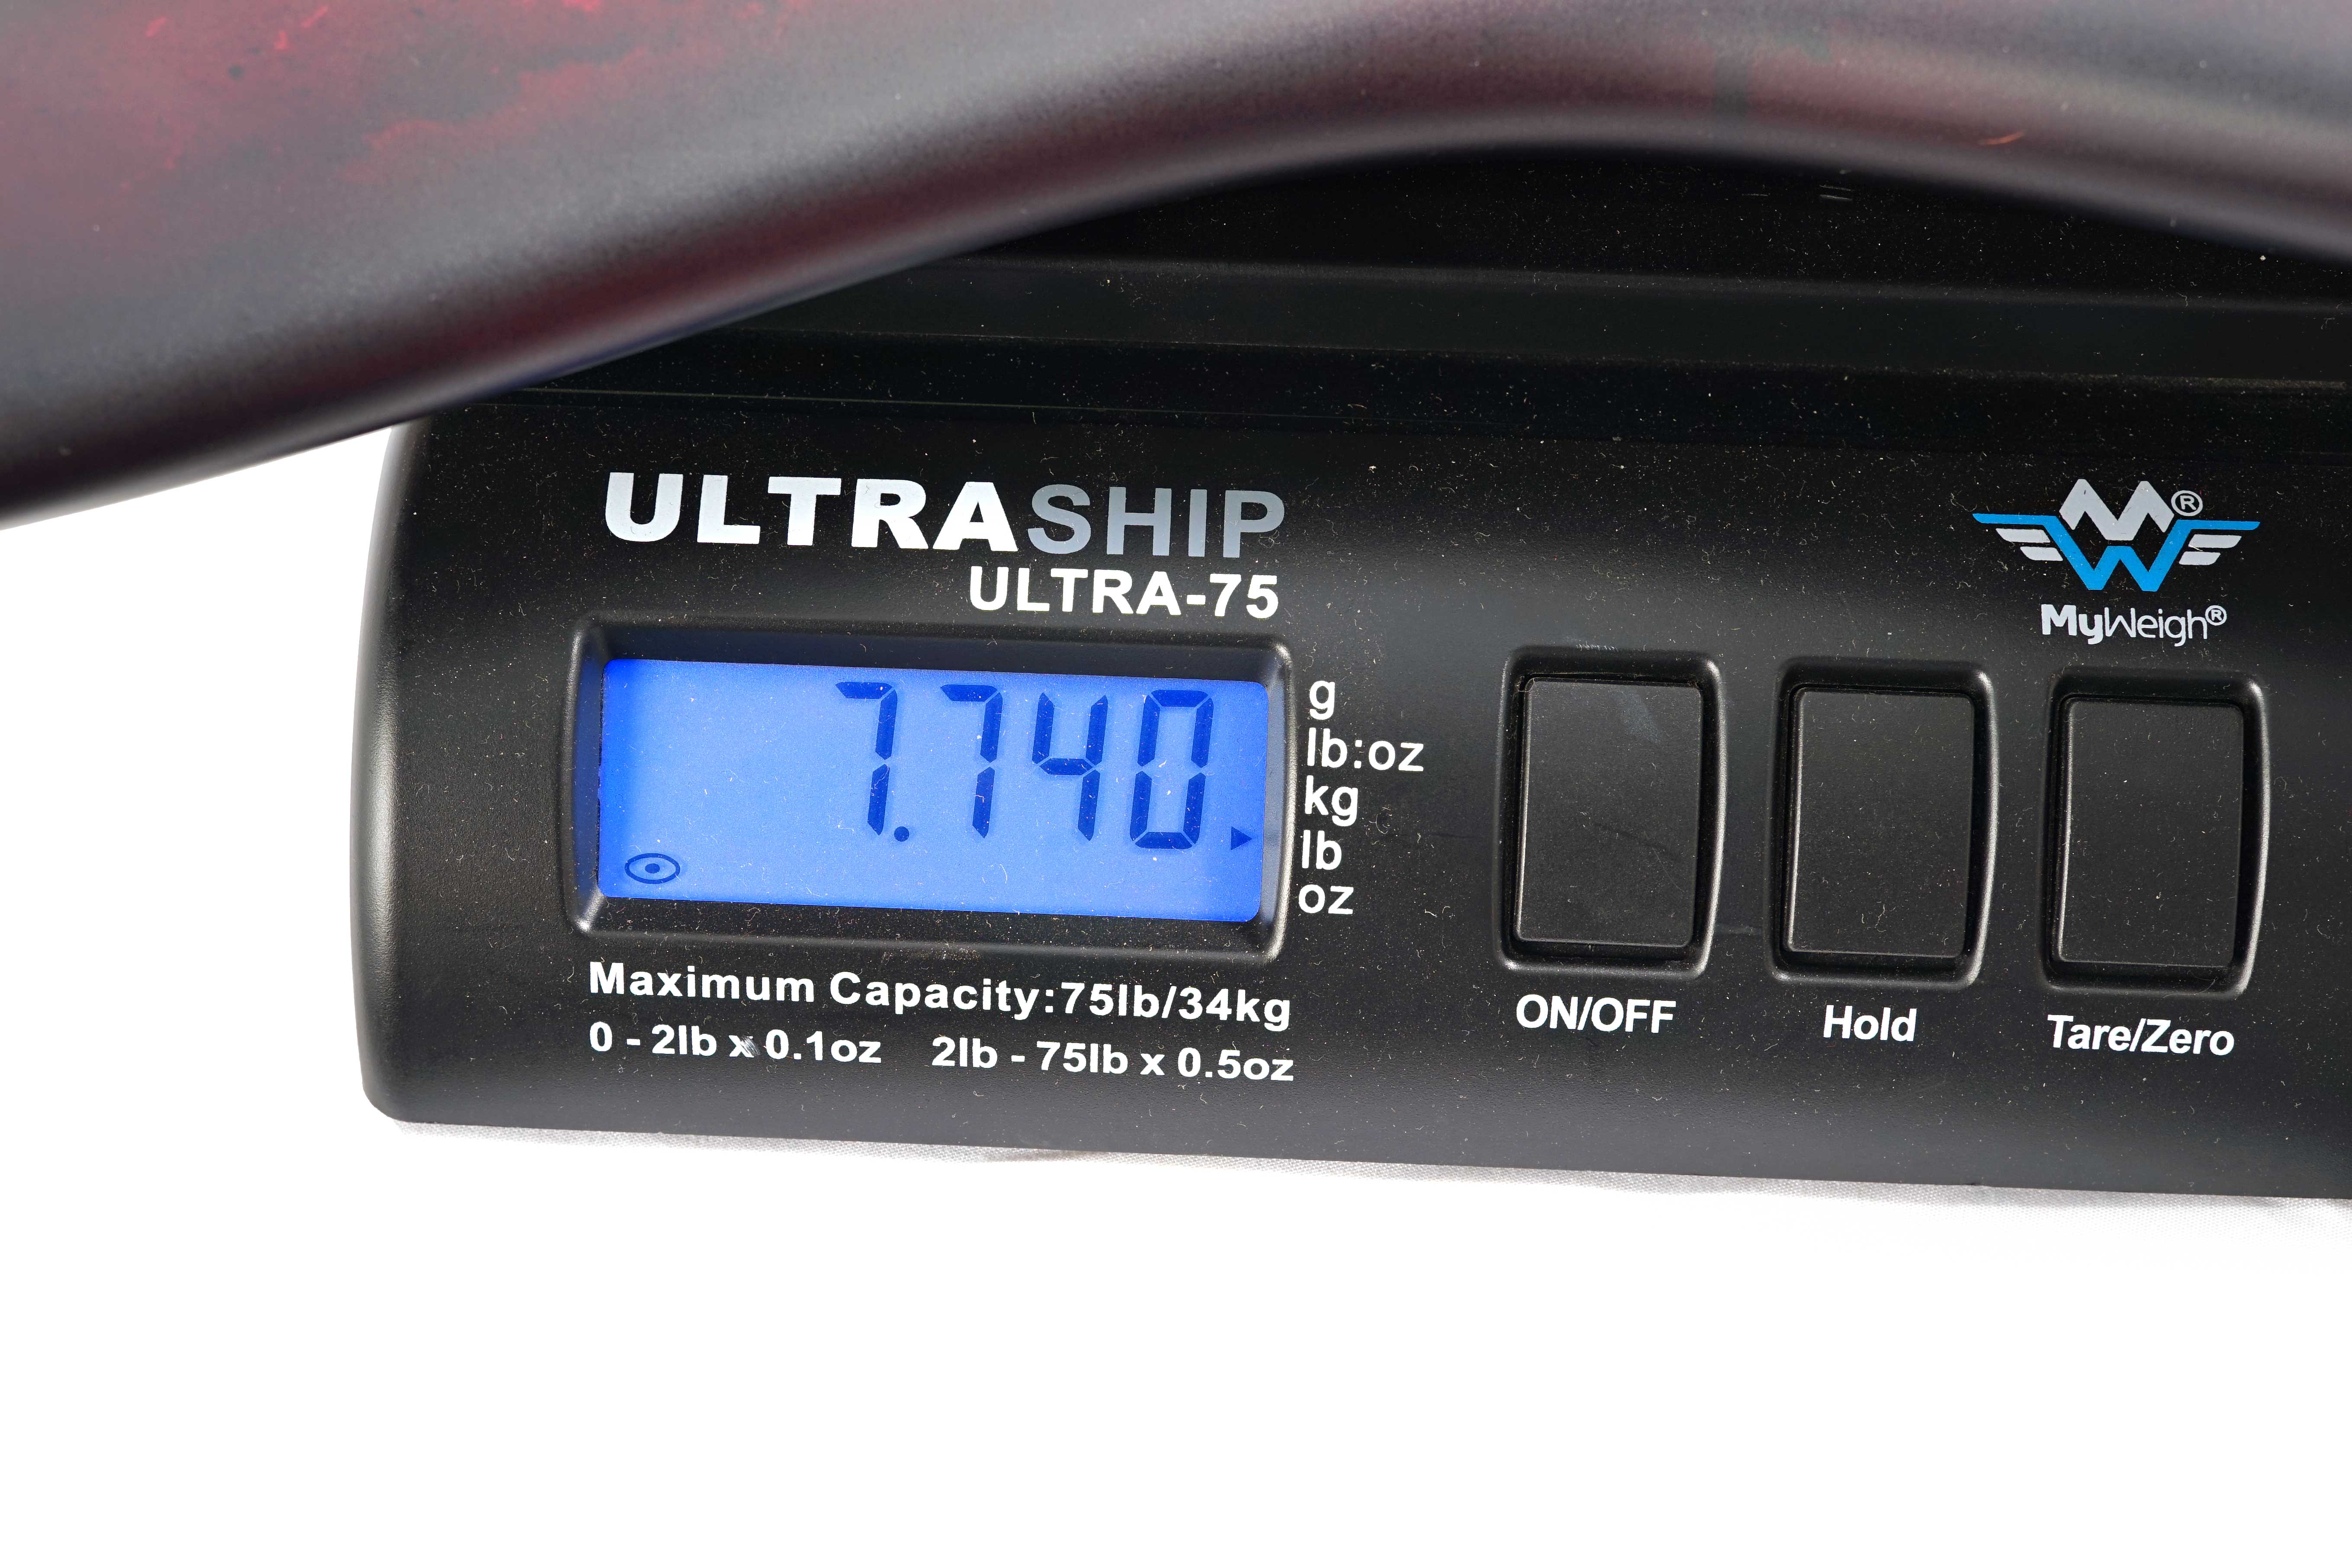 ULTRASHIP
ULTRA-75
MW®
MyWeigh®
7.740
g
lb:oz
kg
lb
oz
Maximum Capacity:75lb/34kg
0 - 2lb x 0.1oz 2lb - 75lb x 0.5oz
ON/OFF
Hold
Tare/Zero